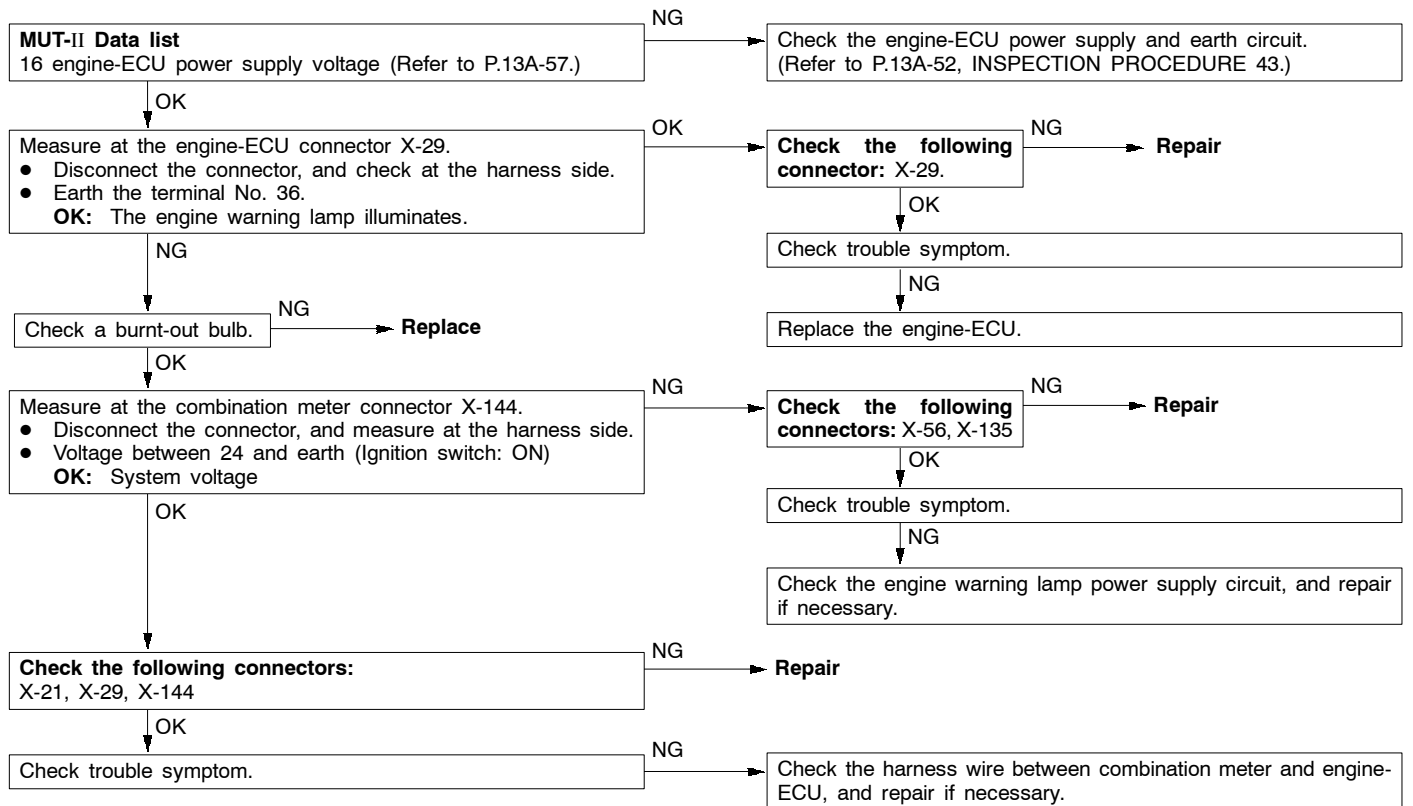 MUT-II Data list
16 engine-ECU power supply voltage (Refer to P.13A-57.)
NG
Check the engine-ECU power supply and earth circuit.
(Refer to P.13A-52, INSPECTION PROCEDURE 43.)
OK
Measure at the engine-ECU connector X-29.
● Disconnect the connector, and check at the harness side.
● Earth the terminal No. 36.
OK: The engine warning lamp illuminates.
OK
Check the following
connector: X-29.
NG
Repair
OK
Check trouble symptom.
NG
Replace the engine-ECU.
NG
Check a burnt-out bulb.
NG
Replace
OK
Measure at the combination meter connector X-144.
● Disconnect the connector, and measure at the harness side.
● Voltage between 24 and earth (Ignition switch: ON)
OK: System voltage
NG
Check the following
connectors: X-56, X-135
NG
Repair
OK
Check trouble symptom.
NG
Check the engine warning lamp power supply circuit, and repair
if necessary.
OK
Check the following connectors:
X-21, X-29, X-144
NG
Repair
OK
Check trouble symptom.
NG
Check the harness wire between combination meter and engine-
ECU, and repair if necessary.